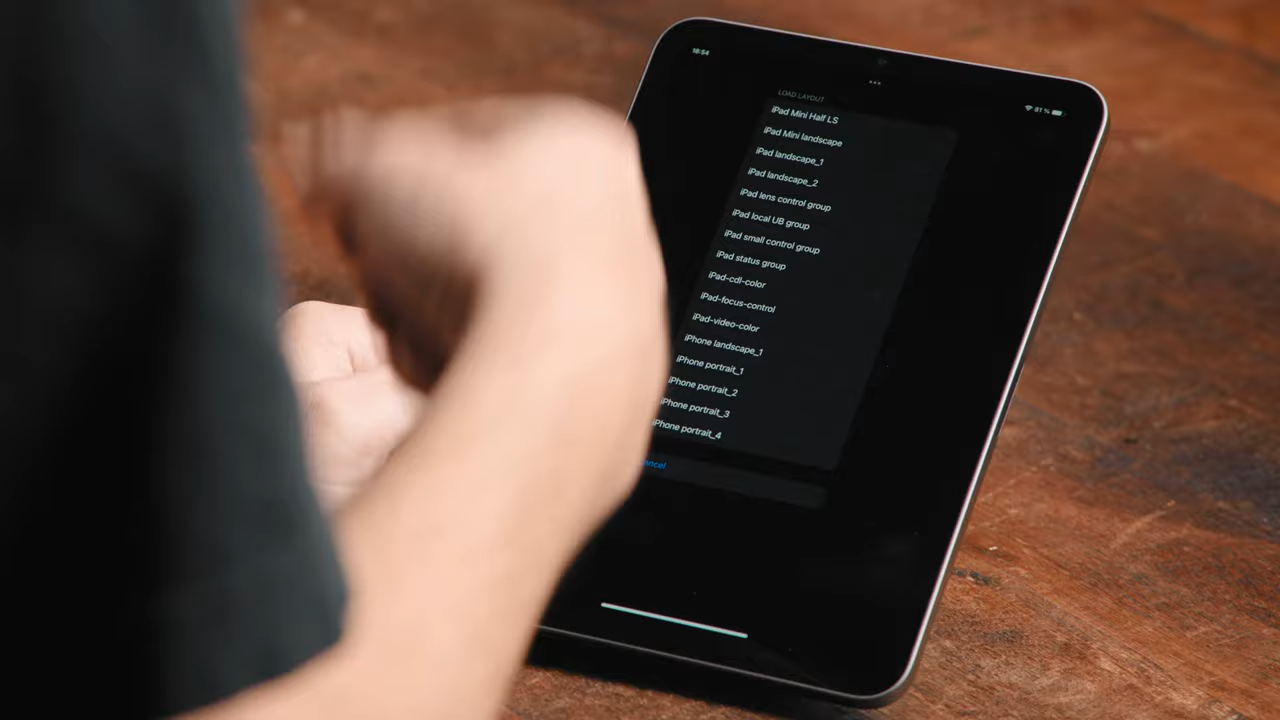 18:54
81 %
LOAD LAYOUT
iPad Mini Half LS
iPad Mini landscape
iPad landscape_1
iPad landscape_2
iPad lens control group
iPad local UB group
iPad small control group
iPad status group
iPad-cdl-color
iPad-focus-control
iPad-video-color
iPhone landscape_1
iPhone portrait_1
iPhone portrait_2
iPhone portrait_3
iPhone portrait_4
ancel